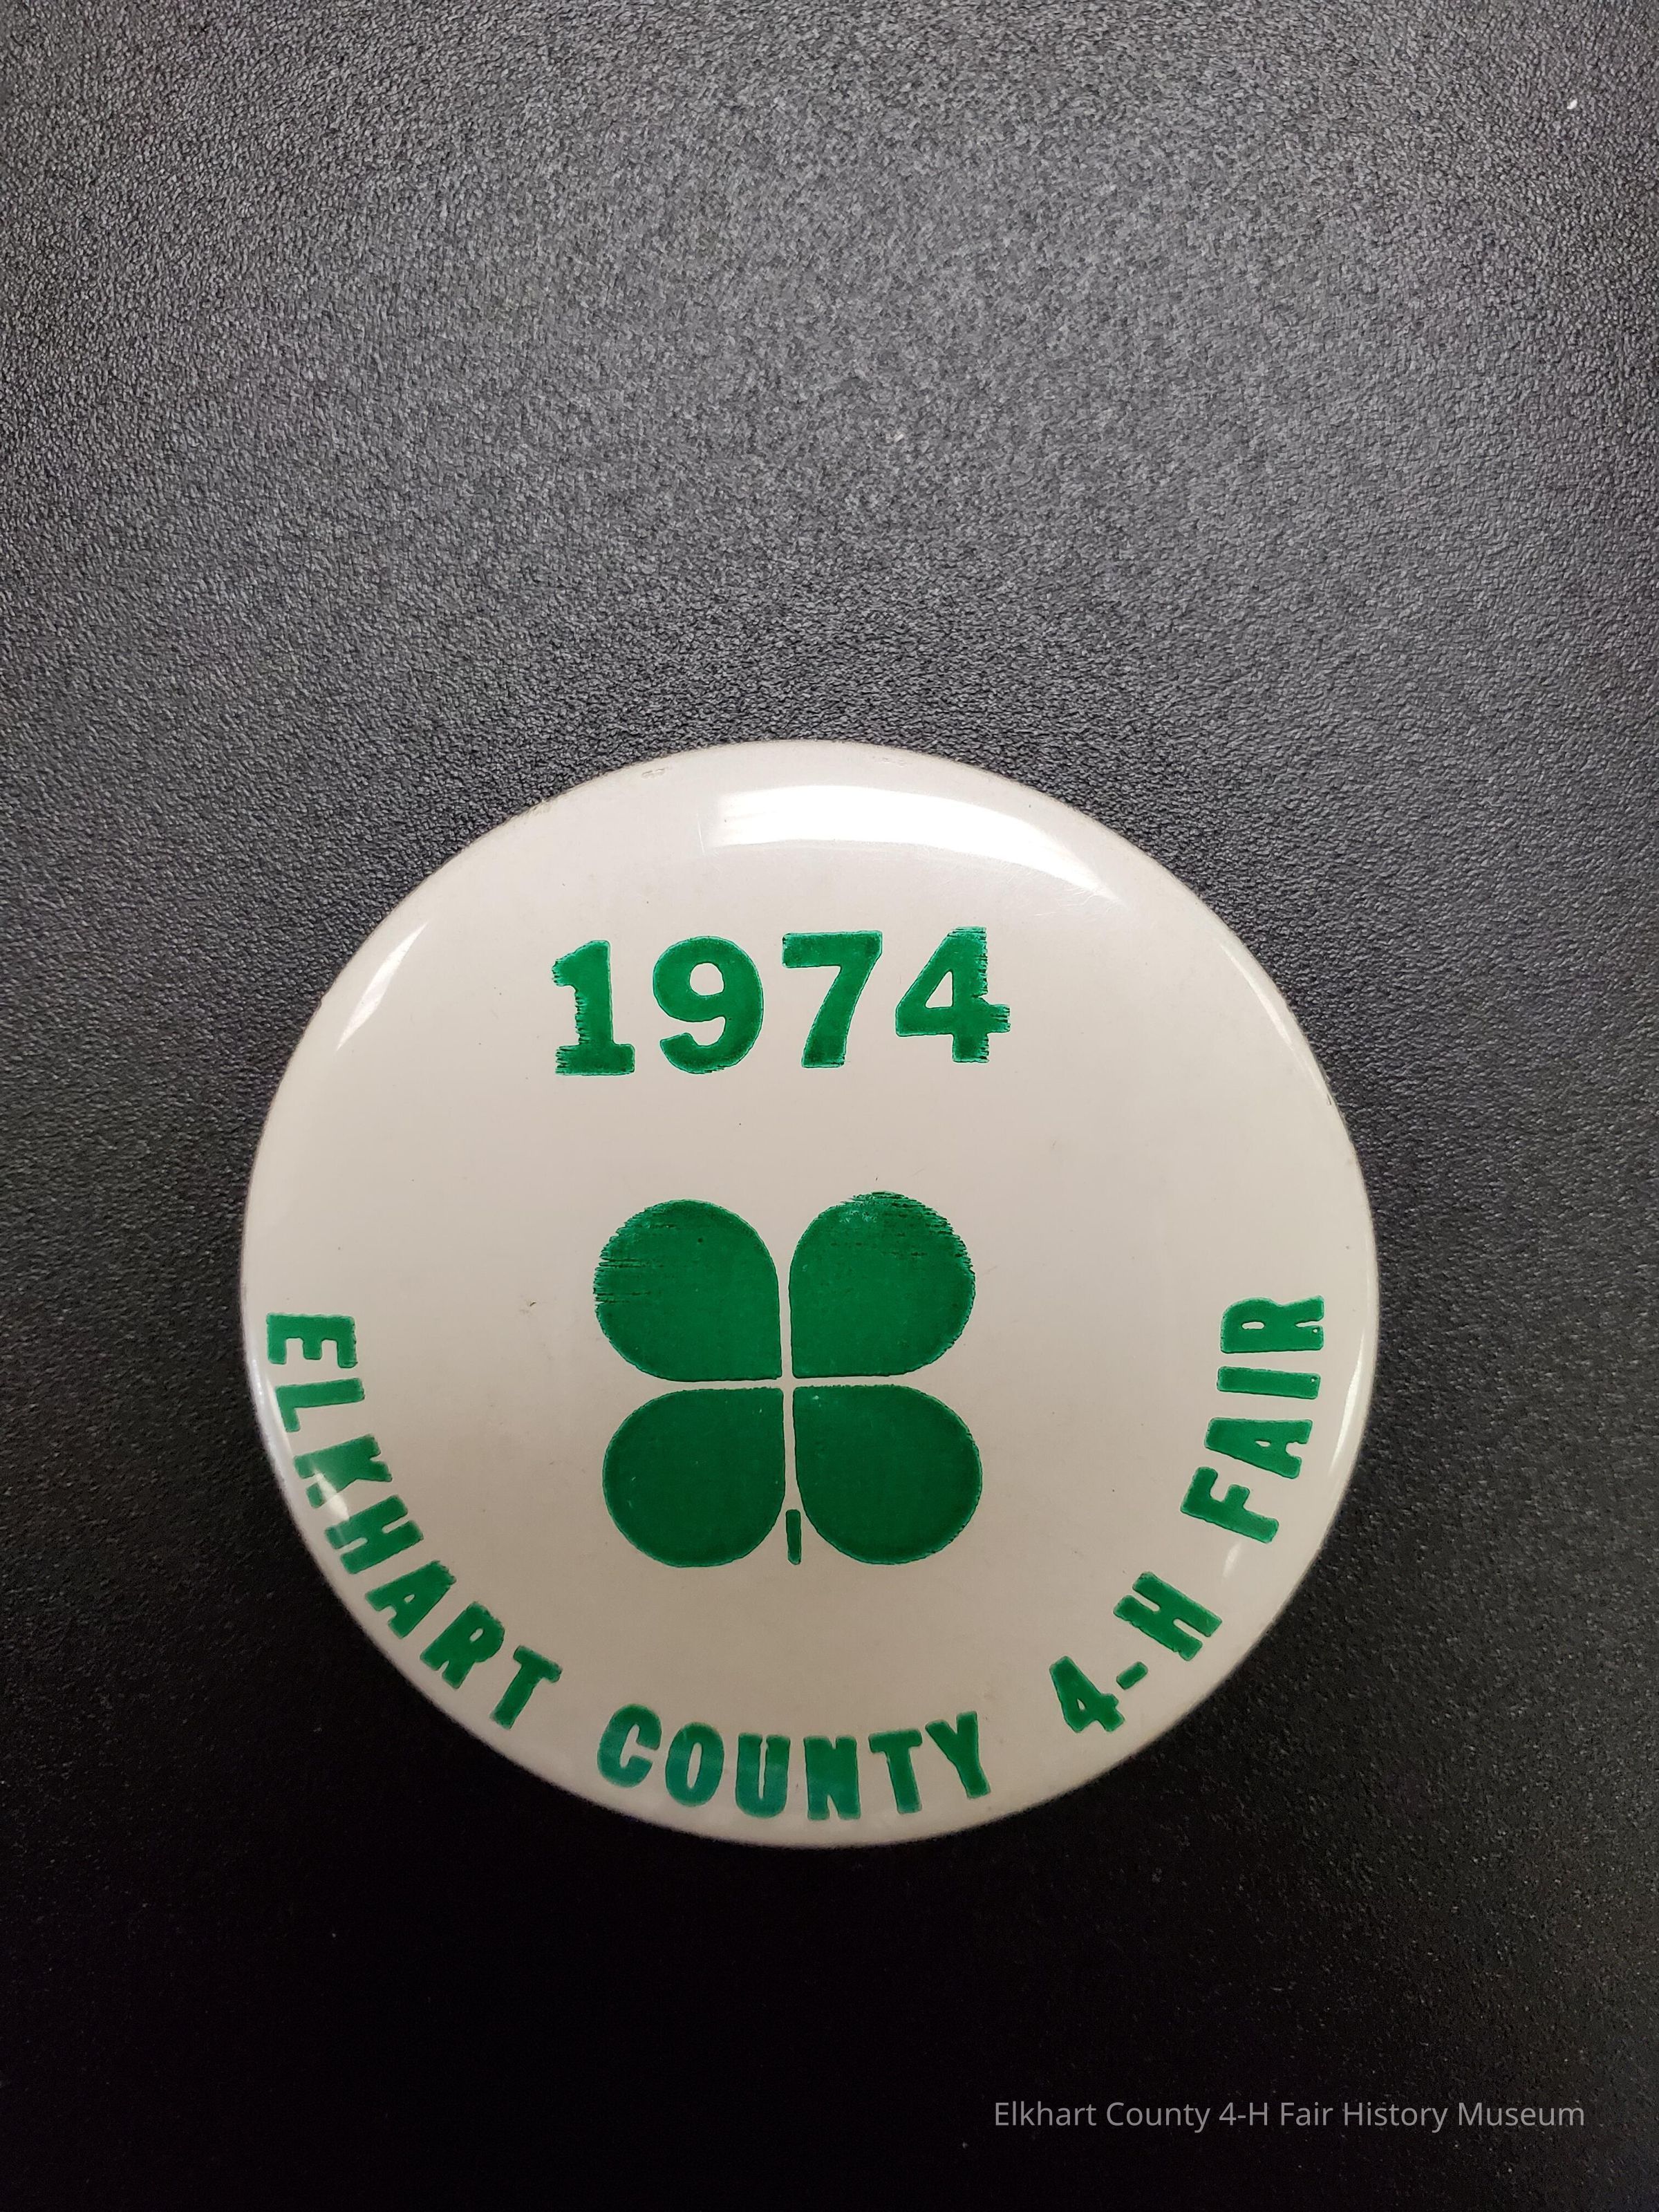 1974
ELKHART COUNTY 4-H FAIR
Elkhart County 4-H Fair History Museum